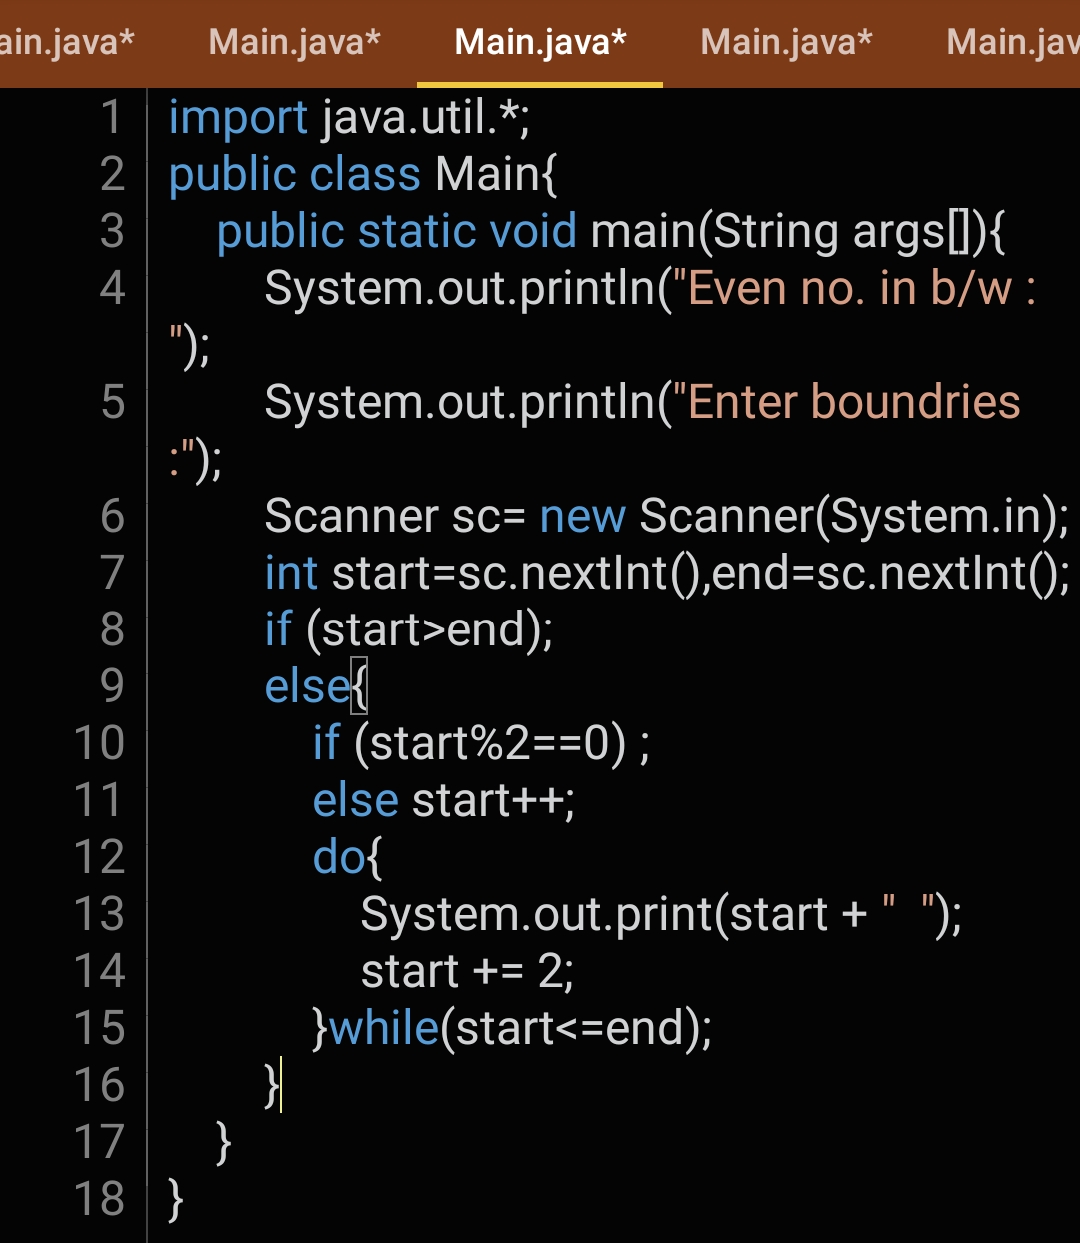 ain.java* Main.java* Main.java* Main.java* Main.jav
1 import java.util.*;
2 public class Main{
3 public static void main(String args[]){
4 System.out.println("Even no. in b/w :
");
5 System.out.println("Enter boundries
:");
6 Scanner sc= new Scanner(System.in);
7 int start=sc.nextInt(),end=sc.nextInt();
8 if (start>end);
9 else{
10 if (start%2==0) ;
11 else start++;
12 do{
13 System.out.print(start + "  ");
14 start += 2;
15 }while(start<=end);
16 }
17 }
18 }